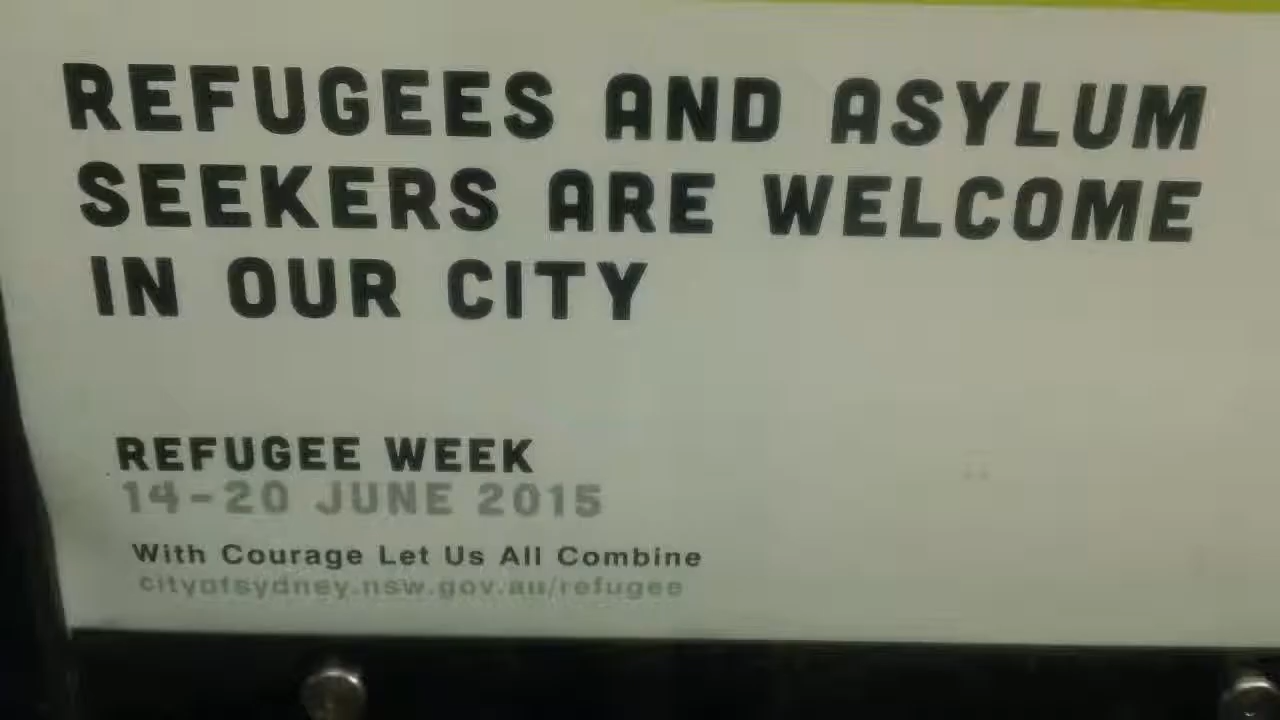 REFUGEES AND ASYLUM
SEEKERS ARE WELCOME
IN OUR CITY
REFUGEE WEEK
14-20 JUNE 2015
With Courage Let Us All Combine
cityofsydney.nsw.gov.au/refugee